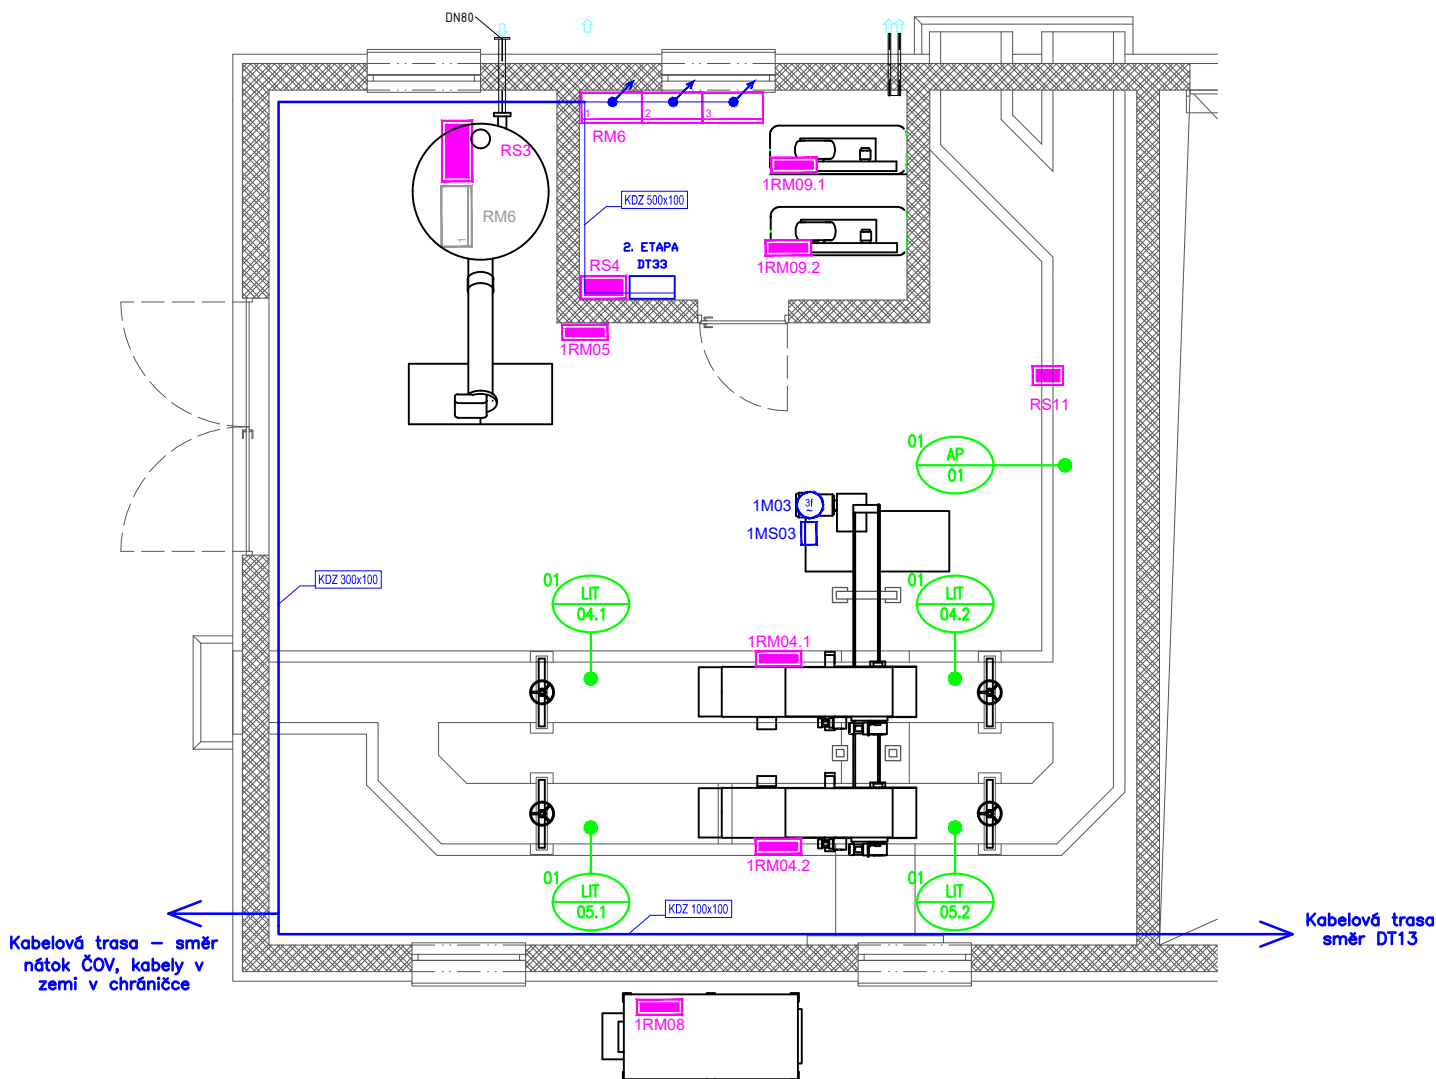 DN80
1
2
3
RM6
RS3
RM6
1
1RM09.1
KDZ 500x100
2. ETAPA
DT33
1RM09.2
RS4
1RM05
RS11
01
AP
01
1M03
3f
~
1MS03
KDZ 300x100
01
LIT
04.1
01
LIT
04.2
1RM04.1
1RM04.2
01
LIT
05.1
01
LIT
05.2
KDZ 100x100
Kabelová trasa – směr
nátok ČOV, kabely v
zemi v chráničce
Kabelová trasa
směr DT13
1RM08